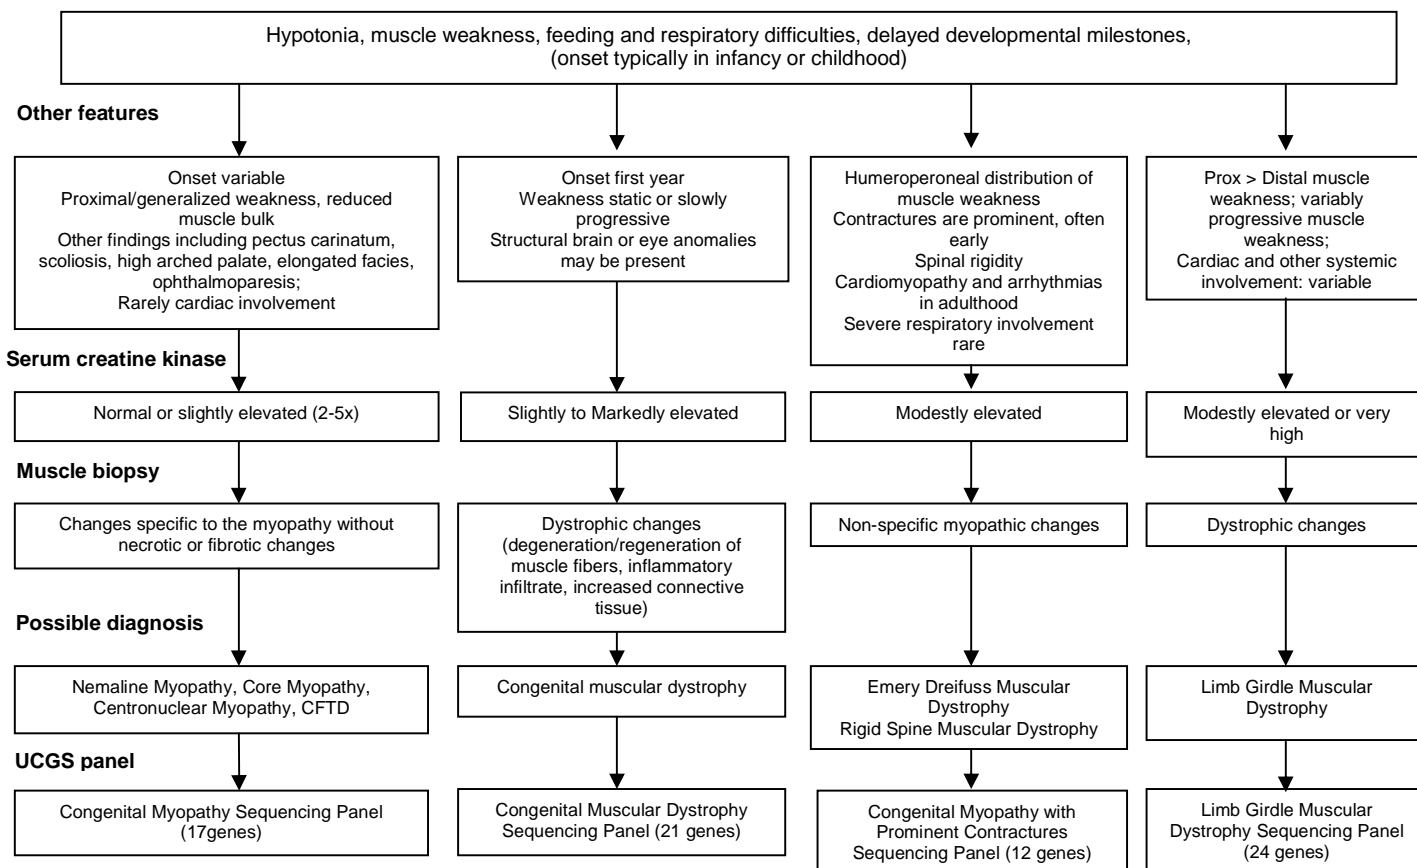 Hypotonia, muscle weakness, feeding and respiratory difficulties, delayed developmental milestones,
(onset typically in infancy or childhood)
Other features
Onset variable
Proximal/generalized weakness, reduced
muscle bulk
Other findings including pectus carinatum,
scoliosis, high arched palate, elongated facies,
ophthalmoparesis;
Rarely cardiac involvement
Onset first year
Weakness static or slowly
progressive
Structural brain or eye anomalies
may be present
Humeroperoneal distribution of
muscle weakness
Contractures are prominent, often
early
Spinal rigidity
Cardiomyopathy and arrhythmias
in adulthood
Severe respiratory involvement
rare
Prox > Distal muscle
weakness; variably
progressive muscle
weakness;
Cardiac and other systemic
involvement: variable
Serum creatine kinase
Normal or slightly elevated (2-5x)
Slightly to Markedly elevated
Modestly elevated
Modestly elevated or very
high
Muscle biopsy
Changes specific to the myopathy without
necrotic or fibrotic changes
Dystrophic changes
(degeneration/regeneration of
muscle fibers, inflammatory
infiltrate, increased connective
tissue)
Non-specific myopathic changes
Dystrophic changes
Possible diagnosis
Nemaline Myopathy, Core Myopathy,
Centronuclear Myopathy, CFTD
Congenital muscular dystrophy
Emery Dreifuss Muscular
Dystrophy
Rigid Spine Muscular Dystrophy
Limb Girdle Muscular
Dystrophy
UCGS panel
Congenital Myopathy Sequencing Panel
(17genes)
Congenital Muscular Dystrophy
Sequencing Panel (21 genes)
Congenital Myopathy with
Prominent Contractures
Sequencing Panel (12 genes)
Limb Girdle Muscular
Dystrophy Sequencing Panel
(24 genes)